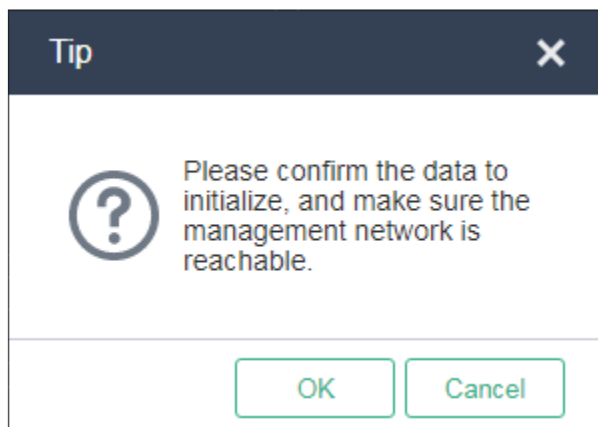 Tip
Please confirm the data to
initialize, and make sure the
management network is
reachable.
OK
Cancel